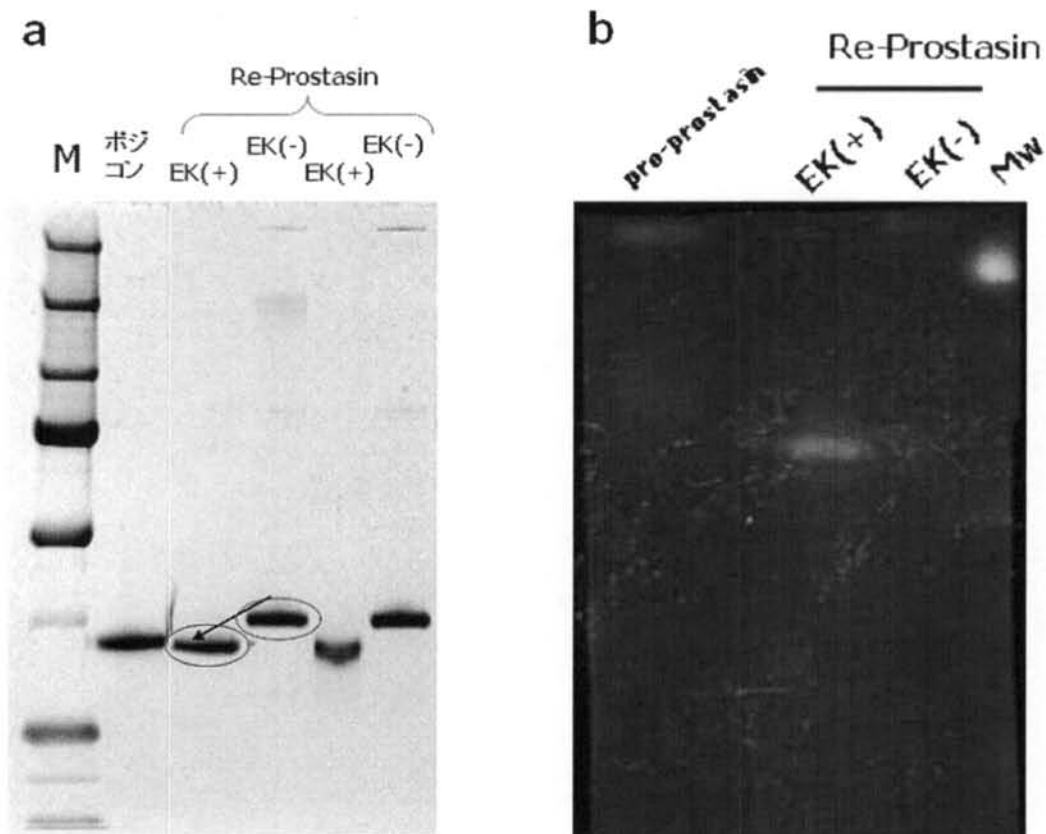 a
Re-Prostasin
M
ポジ
コン
EK(+)
EK(-)
EK(+)
EK(-)
b
Re-Prostasin
pro-prostasin
EK(+)
EK(-)
Mw